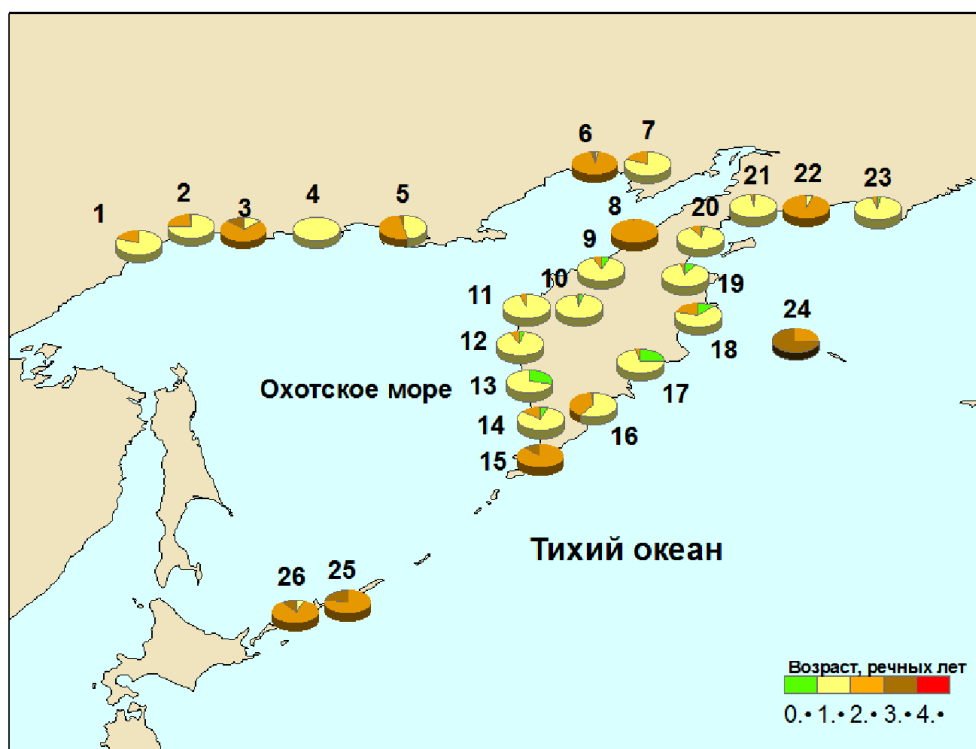 6 7
21 22 23
1 2 3 4 5
8 20
9
10 19
11
24
12 18
Охотское море 13
17
14 16
15
Тихий океан
26 25
Возраст, речных лет
0.• 1.• 2.• 3.• 4.•